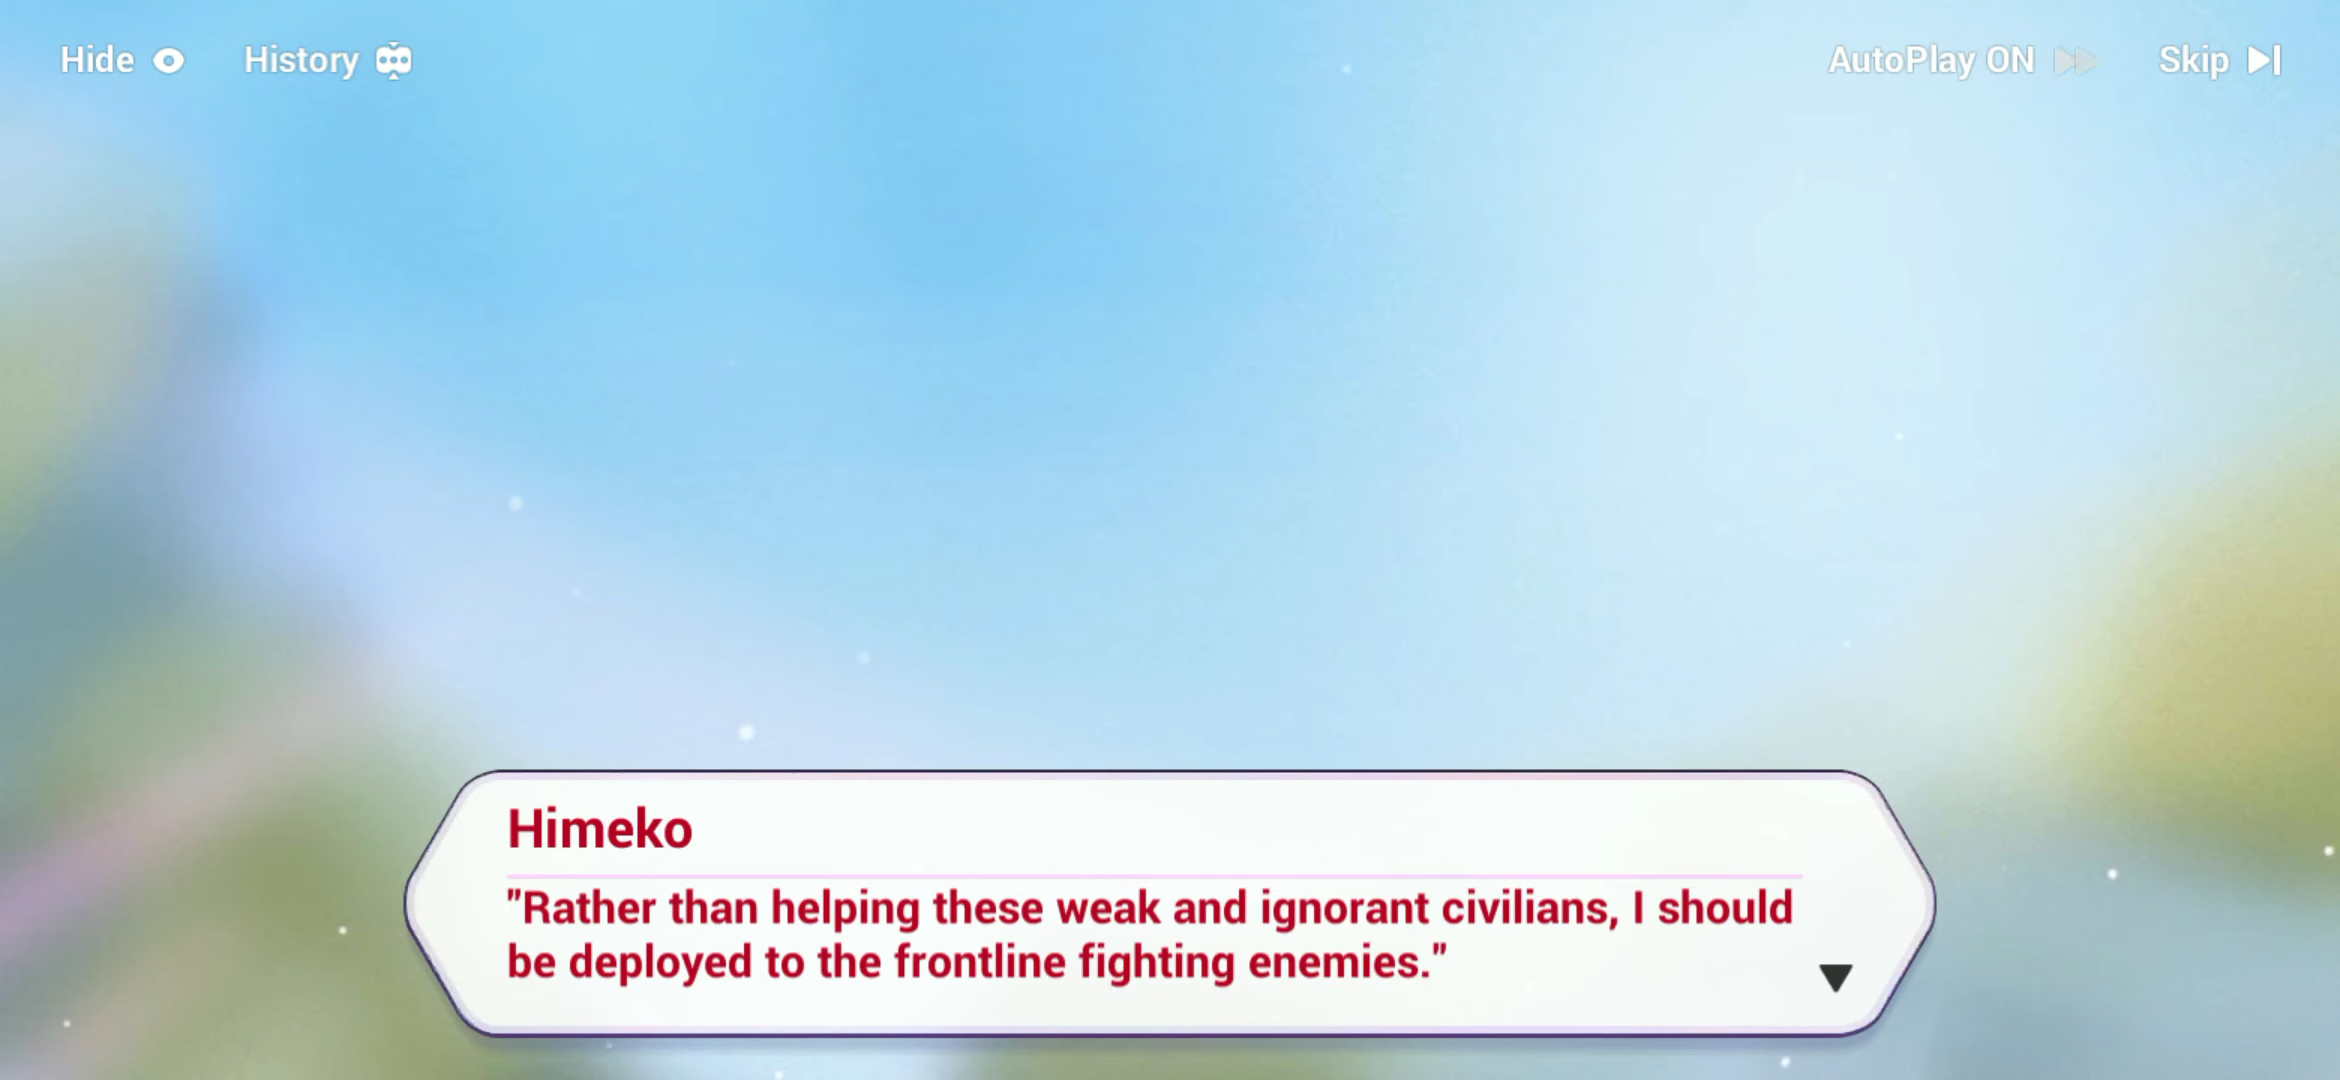 Hide
History
AutoPlay ON
Skip
Himeko
"Rather than helping these weak and ignorant civilians, I should
be deployed to the frontline fighting enemies."